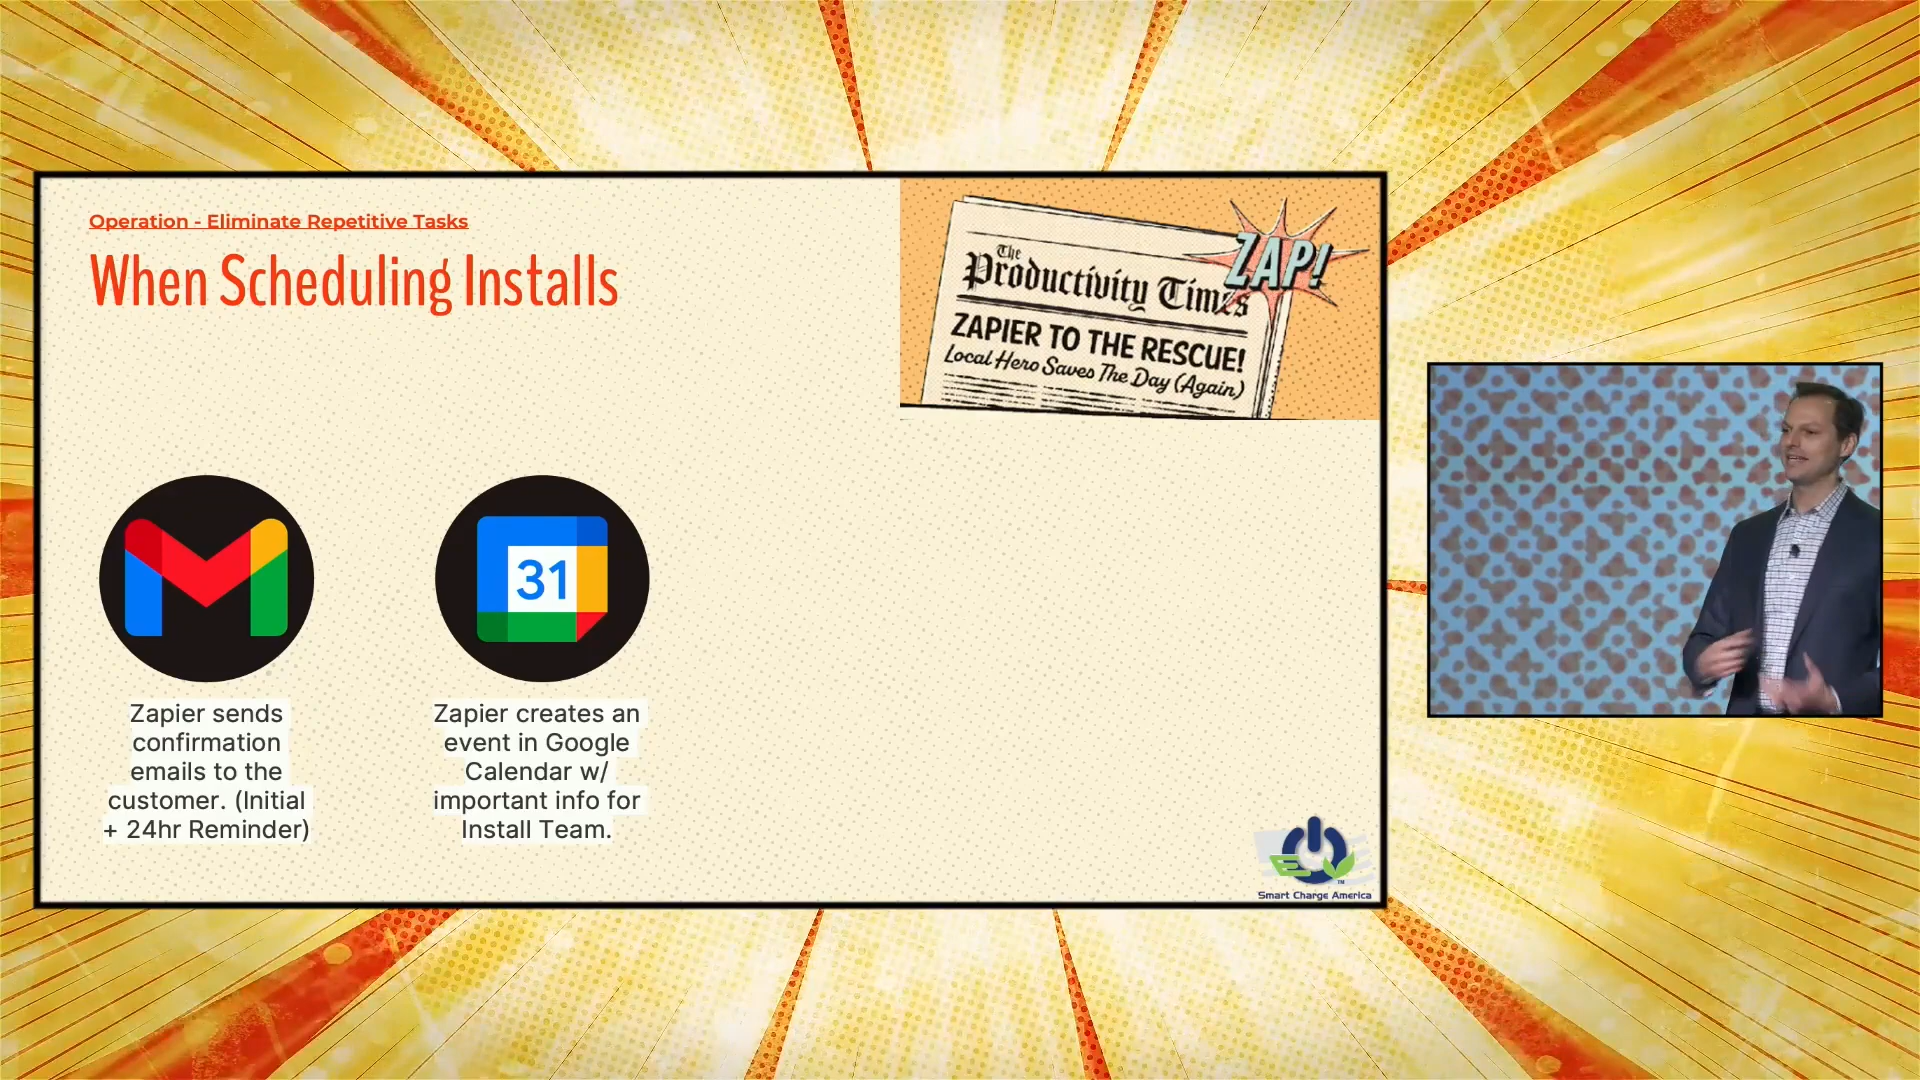 Operation - Eliminate Repetitive Tasks
When Scheduling Installs
The
Productivity Times
ZAP!
ZAPIER TO THE RESCUE!
Local Hero Saves The Day (Again)
31
Zapier sends
confirmation
emails to the
customer. (Initial
+ 24hr Reminder)
Zapier creates an
event in Google
Calendar w/
important info for
Install Team.
EV
TM
Smart Charge America